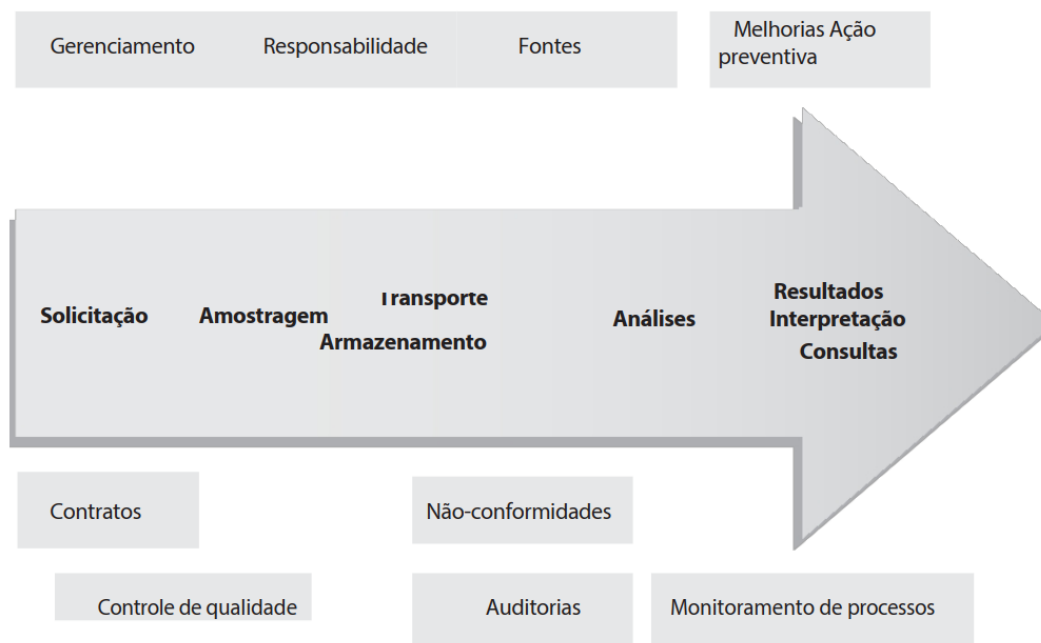 Gerenciamento Responsabilidade Fontes
Melhorias Ação
preventiva
Solicitação
Amostragem
Transporte
Armazenamento
Análises
Resultados
Interpretação
Consultas
Contratos
Não-conformidades
Controle de qualidade
Auditorias
Monitoramento de processos